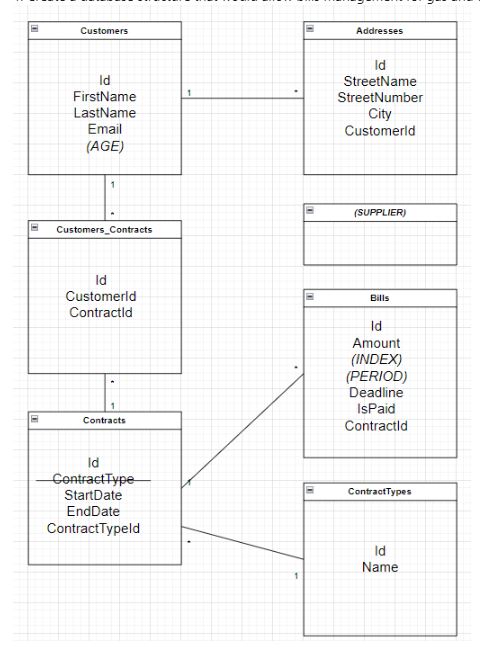 Customers
Id
FirstName
LastName
Email
(AGE)
1
*
Addresses
Id
StreetName
StreetNumber
City
CustomerId
1
*
Customers_Contracts
Id
CustomerId
ContractId
(SUPPLIER)
*
1
Bills
Id
Amount
(INDEX)
(PERIOD)
Deadline
IsPaid
ContractId
*
Contracts
Id
ContractType
StartDate
EndDate
ContractTypeId
1
*
1
ContractTypes
Id
Name